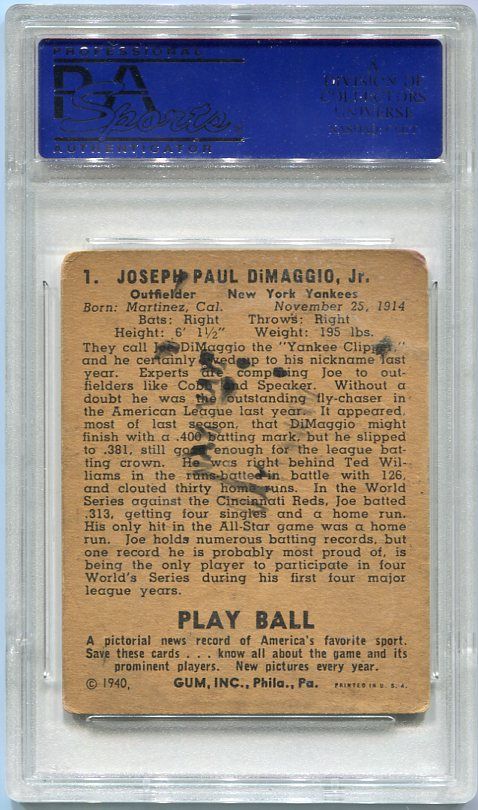 PROFESSIONAL
PSA
Sports
AUTHENTICATOR
A
DIVISION OF
COLLECTORS
UNIVERSE
1. JOSEPH PAUL DiMAGGIO, Jr.
Outfielder New York Yankees
Born: Martinez, Cal. November 25, 1914
Bats: Right Throws: Right
Height: 6' 1½" Weight: 195 lbs.
They call Joe DiMaggio the "Yankee Clipper"
and he certainly lived up to his nickname last
year. Experts are comparing Joe to out-
fielders like Cobb and Speaker. Without a
doubt he was the outstanding fly-chaser in
the American League last year. It appeared,
most of last season, that DiMaggio might
finish with a .400 batting mark, but he slipped
to .381, still good enough for the league bat-
ting crown. He was right behind Ted Wil-
liams in the runs-batted-in battle with 126,
and clouted thirty home runs. In the World
Series against the Cincinnati Reds, Joe batted
.313, getting four singles and a home run.
His only hit in the All-Star game was a home
run. Joe holds numerous batting records, but
one record he is probably most proud of, is
being the only player to participate in four
World's Series during his first four major
league years.
PLAY BALL
A pictorial news record of America's favorite sport.
Save these cards . . . know all about the game and its
prominent players. New pictures every year.
© 1940, GUM, INC., Phila., Pa. PRINTED IN U. S. A.